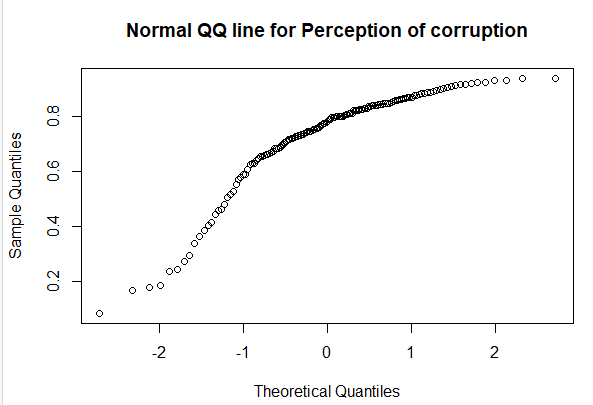 Normal QQ line for Perception of corruption
Sample Quantiles
0.8
0.6
0.4
0.2
-2 -1 0 1 2
Theoretical Quantiles